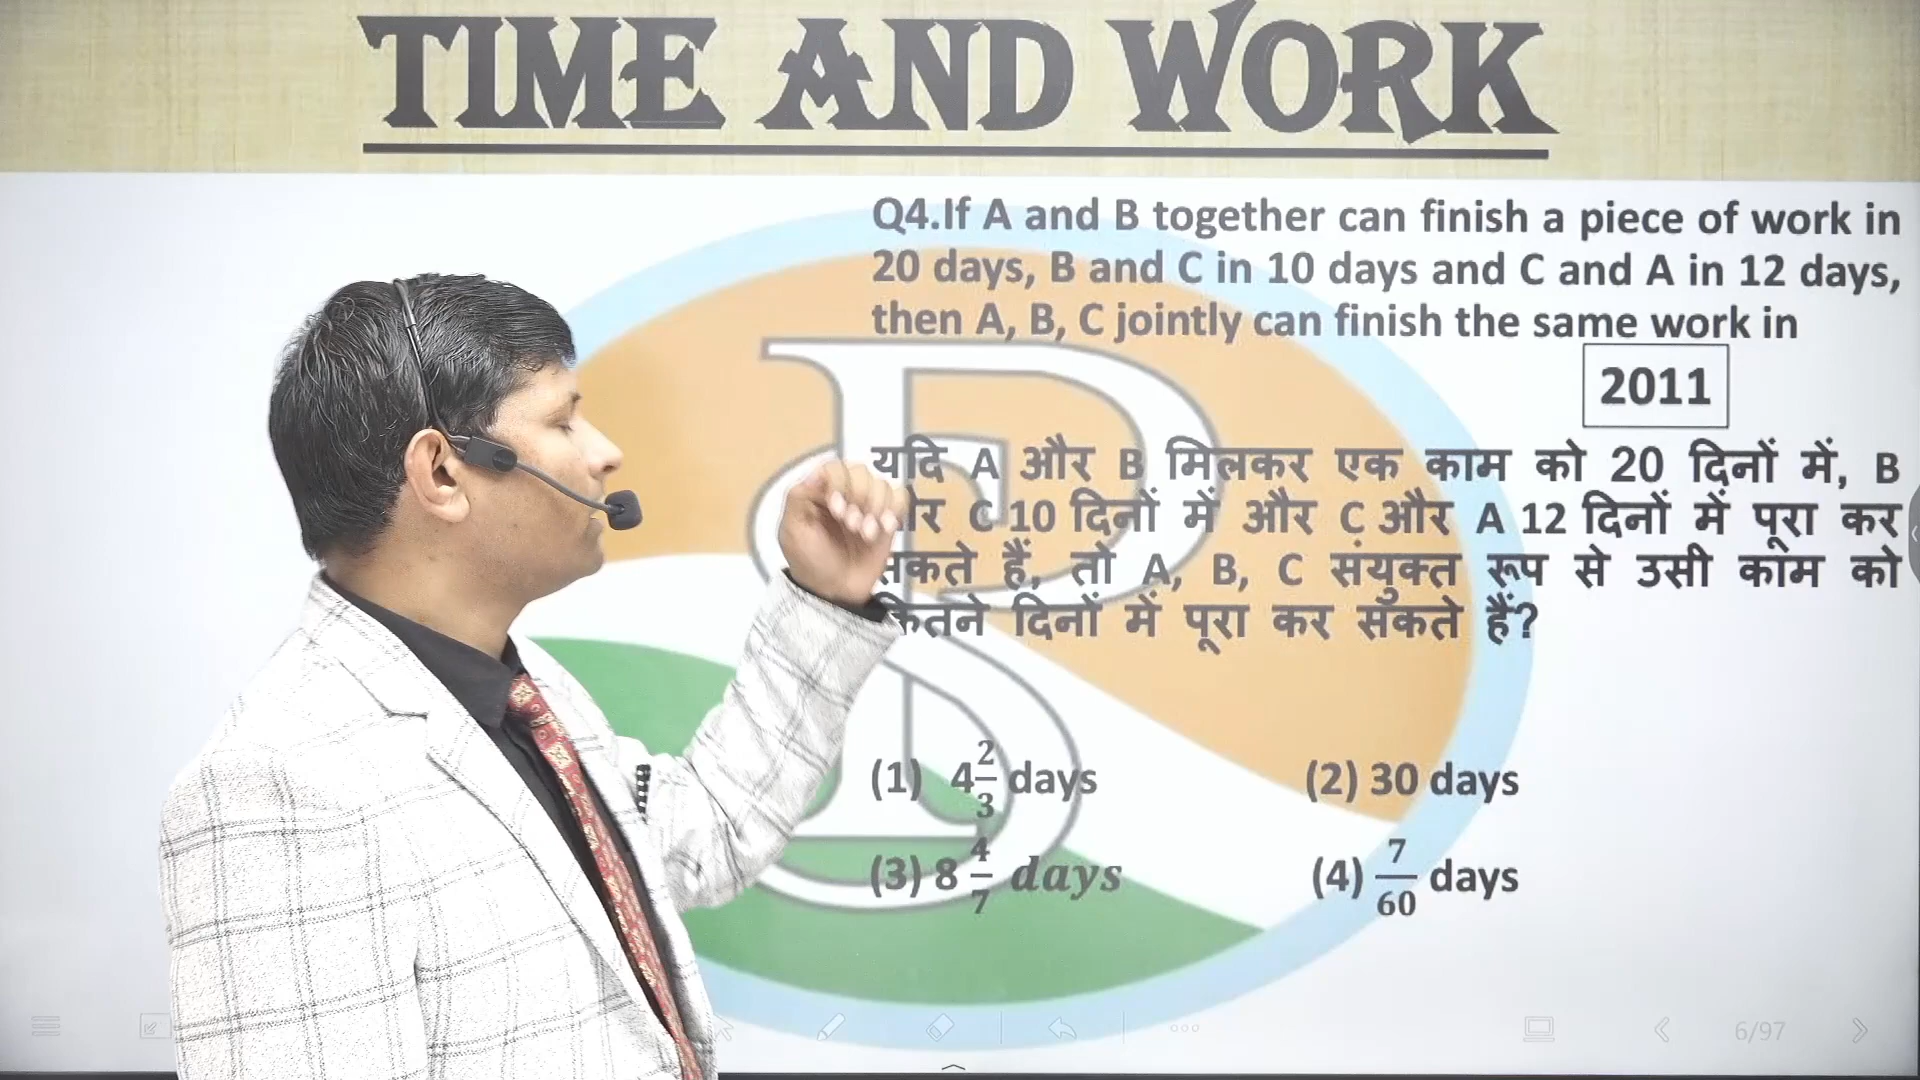 TIME AND WORK
Q4.If A and B together can finish a piece of work in
20 days, B and C in 10 days and C and A in 12 days,
then A, B, C jointly can finish the same work in
2011
यदि A और B मिलकर एक काम को 20 दिनों में, B
C 10 दिनों में और C और A 12 दिनों में पूरा कर
सकते हैं, तो A, B, C संयुक्त रूप से उसी काम को
कितने दिनों में पूरा कर सकते हैं?
(1) 4 2/3 days (2) 30 days
(3) 8 4/7 days (4) 7/60 days
6/97